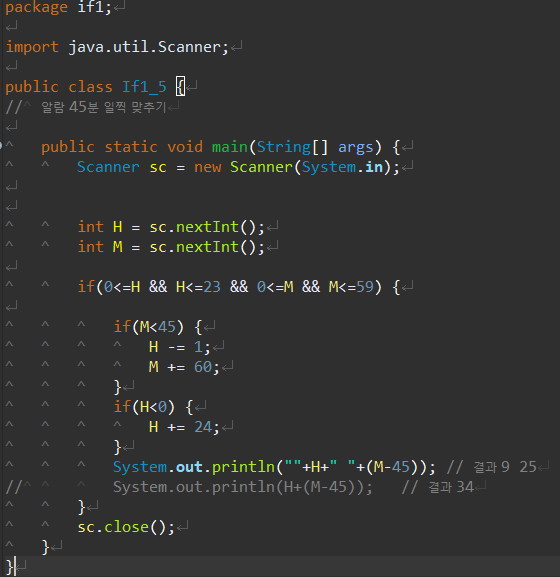 package if1;
import java.util.Scanner;
public class If1_5 {
// 알람 45분 일찍 맞추기
public static void main(String[] args) {
Scanner sc = new Scanner(System.in);
int H = sc.nextInt();
int M = sc.nextInt();
if(0<=H && H<=23 && 0<=M && M<=59) {
if(M<45) {
H -= 1;
M += 60;
}
if(H<0) {
H += 24;
}
System.out.println(""+H+" "+(M-45)); // 결과 9 25
// System.out.println(H+(M-45)); // 결과 34
}
sc.close();
}
}